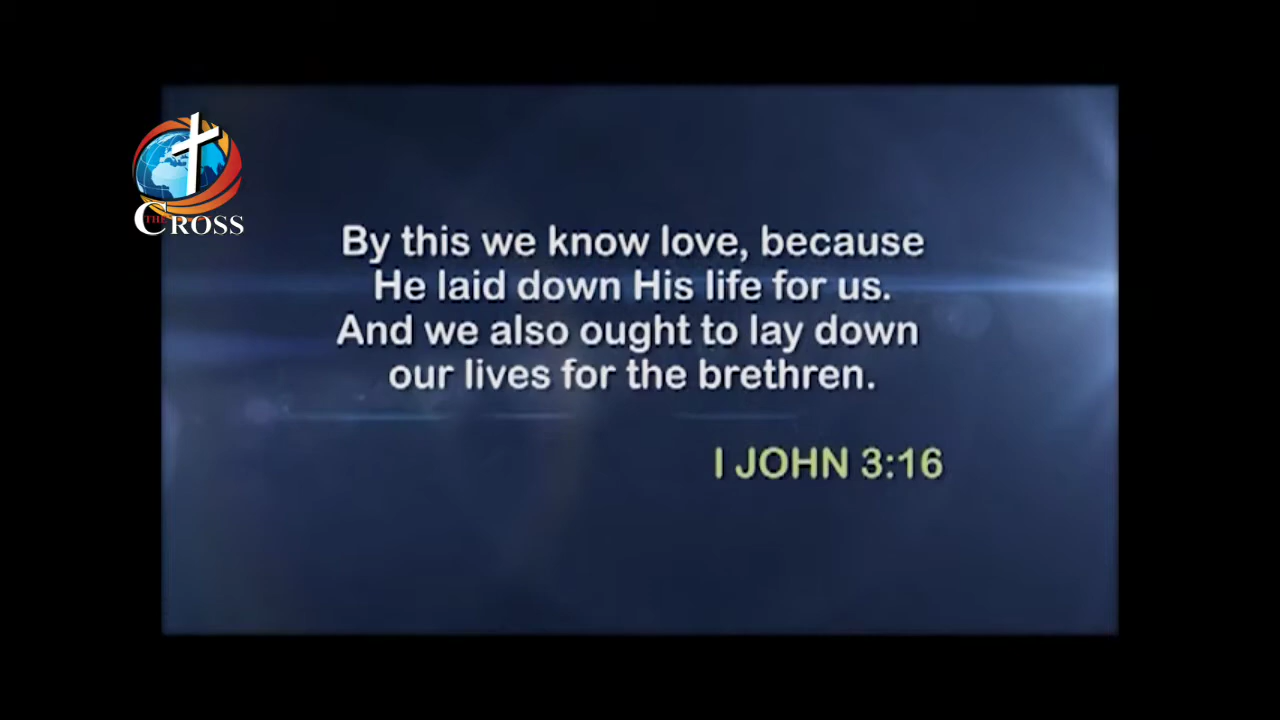 THE
CROSS
By this we know love, because
He laid down His life for us.
And we also ought to lay down
our lives for the brethren.
I JOHN 3:16